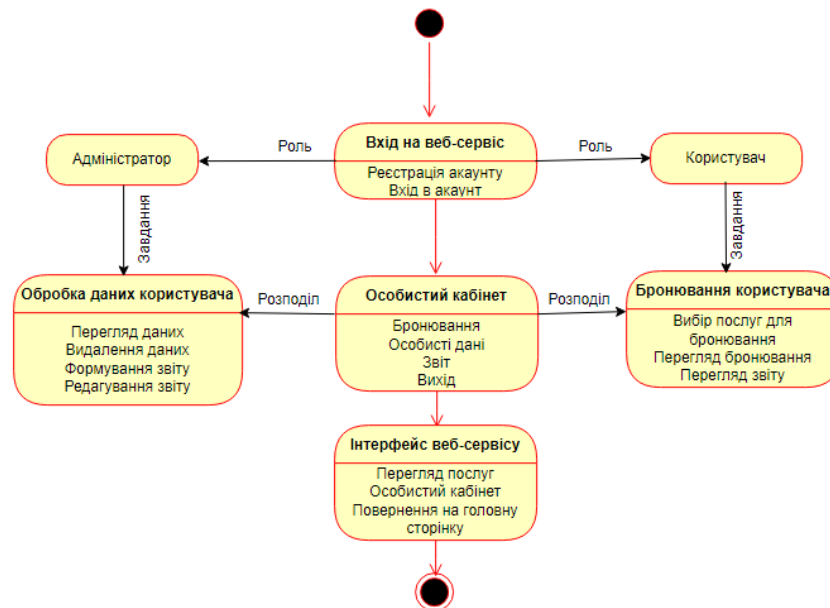 Вхід на веб-сервіс
Реєстрація акаунту
Вхід в акаунт
Роль
Роль
Адміністратор
Користувач
Завдання
Завдання
Обробка даних користувача
Перегляд даних
Видалення даних
Формування звіту
Редагування звіту
Розподіл
Особистий кабінет
Бронювання
Особисті дані
Звіт
Вихід
Розподіл
Бронювання користувача
Вибір послуг для
бронювання
Перегляд бронювання
Перегляд звіту
Інтерфейс веб-сервісу
Перегляд послуг
Особистий кабінет
Повернення на головну
сторінку